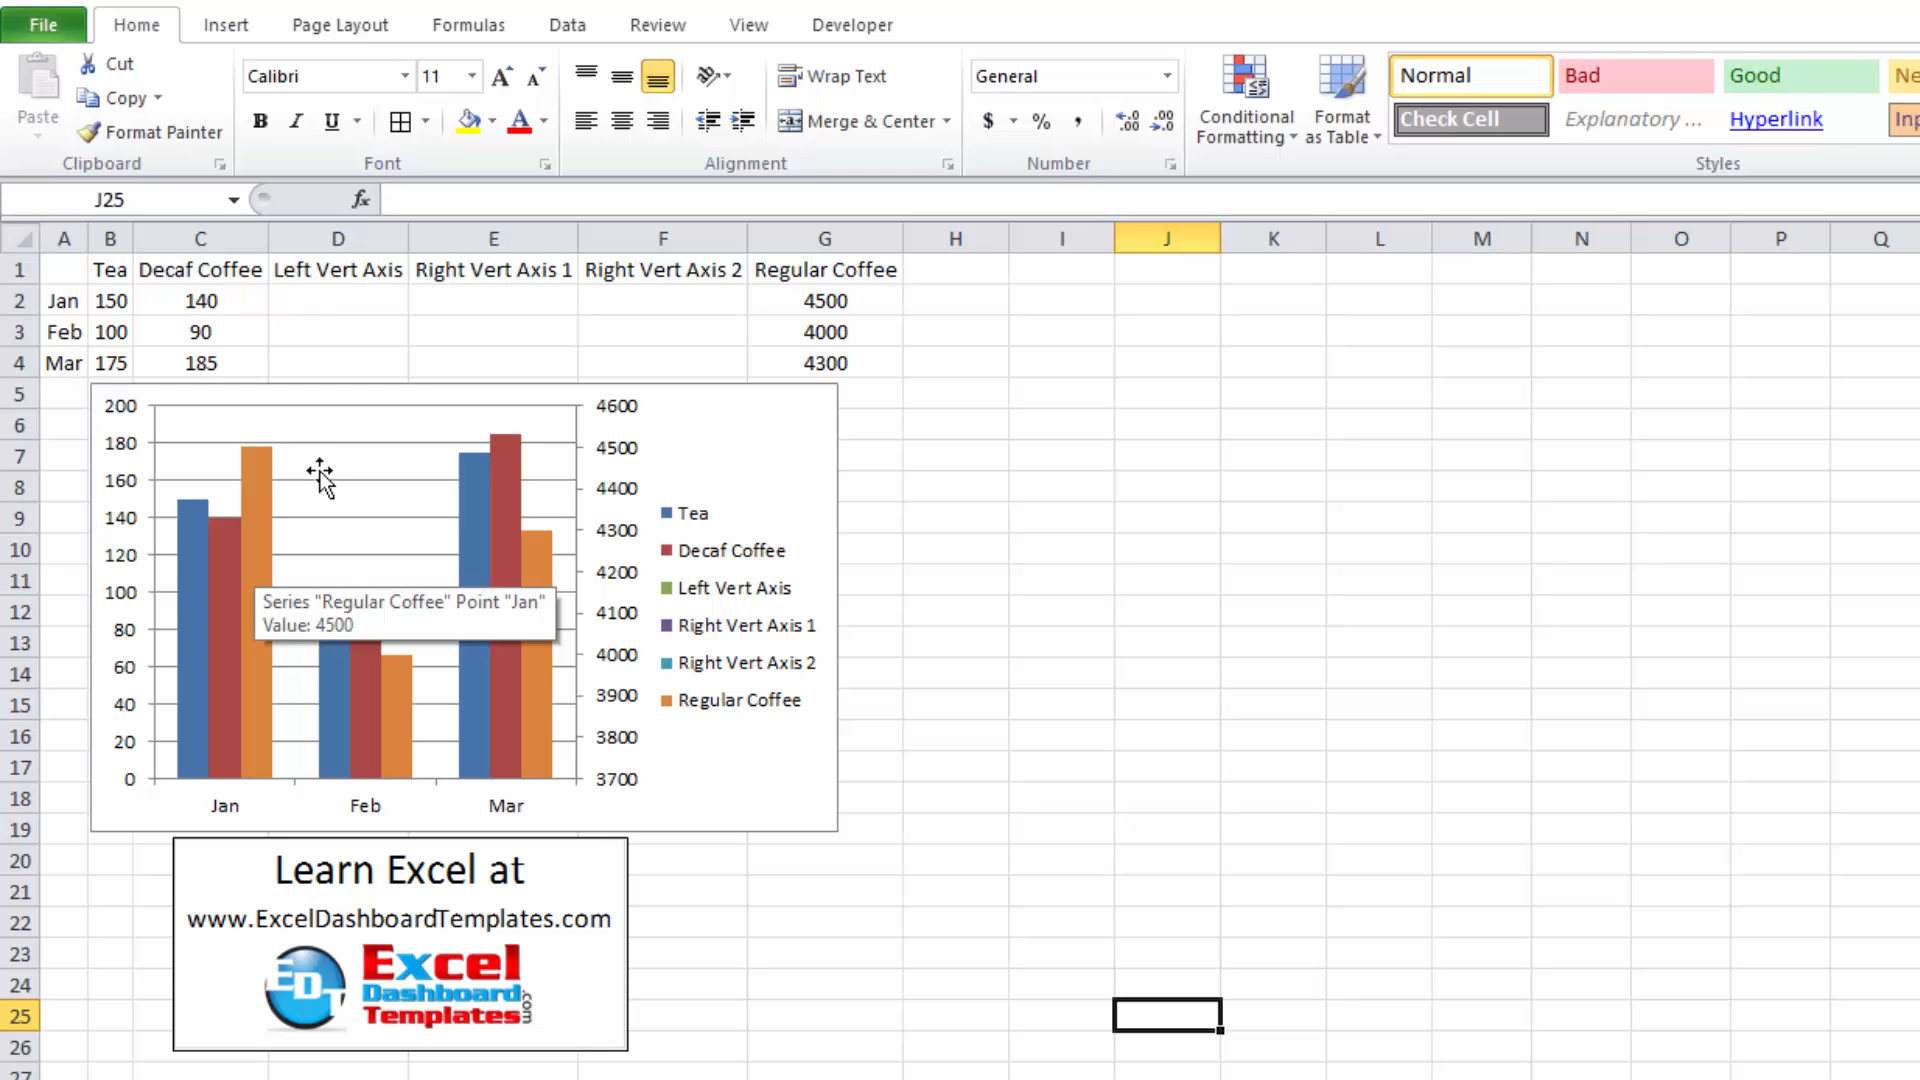 File Home Insert Page Layout Formulas Data Review View Developer
Paste
Cut
Copy
Format Painter
Clipboard
Calibri 11
B I U
Font
Wrap Text
Merge & Center
Alignment
General
$ % ,
Number
Conditional Formatting
Format as Table
Normal Bad Good
Check Cell Explanatory ... Hyperlink
Styles
J25 fx
A B C D E F G H I J K L M N O P Q
1 Tea Decaf Coffee Left Vert Axis Right Vert Axis 1 Right Vert Axis 2 Regular Coffee
2 Jan 150 140 4500
3 Feb 100 90 4000
4 Mar 175 185 4300
5
6
7
8
9
10
11
12
13
14
15
16
17
18
19
20
21
22
23
24
25
26
27
200
180
160
140
120
100
80
60
40
20
0
4600
4500
4400
4300
4200
4100
4000
3900
3800
3700
Series "Regular Coffee" Point "Jan"
Value: 4500
Jan Feb Mar
Tea
Decaf Coffee
Left Vert Axis
Right Vert Axis 1
Right Vert Axis 2
Regular Coffee
Learn Excel at
www.ExcelDashboardTemplates.com
EDT
Excel
Dashboard
Templates
.com